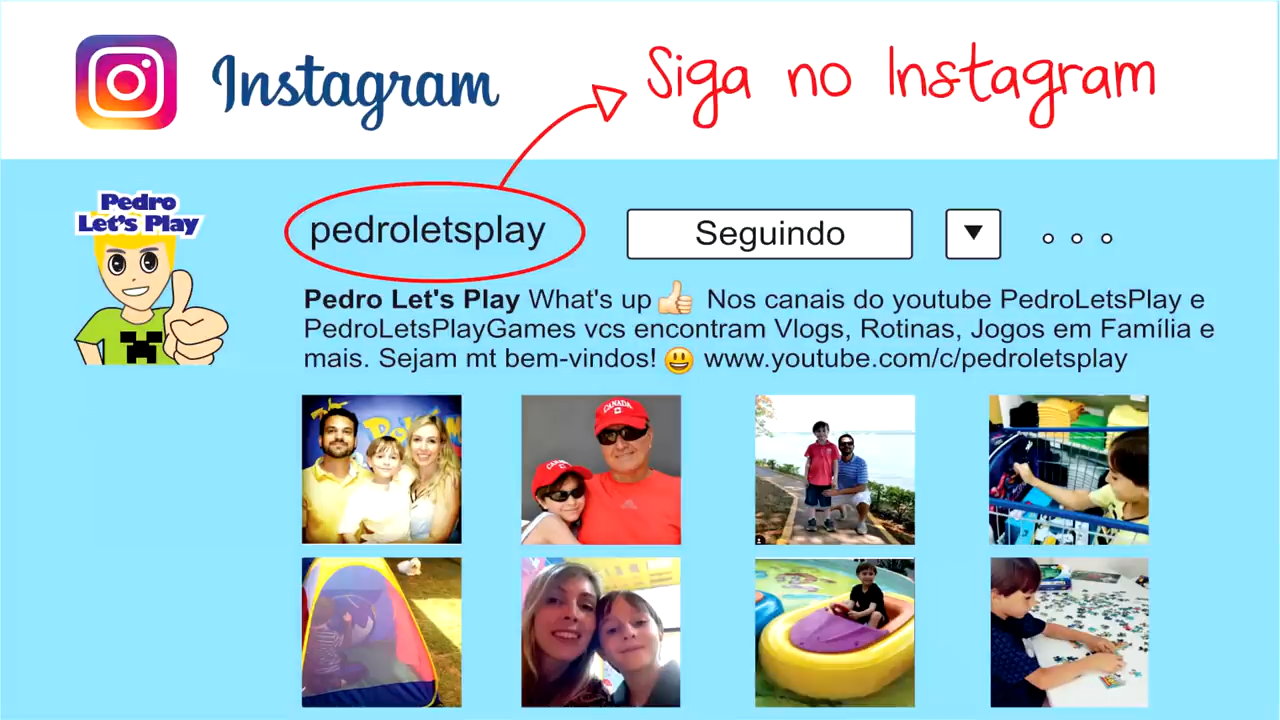 Instagram
Siga no Instagram
Pedro
Let's Play
pedroletsplay
Seguindo
Pedro Let's Play What's up 👍 Nos canais do youtube PedroLetsPlay e
PedroLetsPlayGames vcs encontram Vlogs, Rotinas, Jogos em Família e
mais. Sejam mt bem-vindos! 😃 www.youtube.com/c/pedroletsplay
CANADA
CANADA